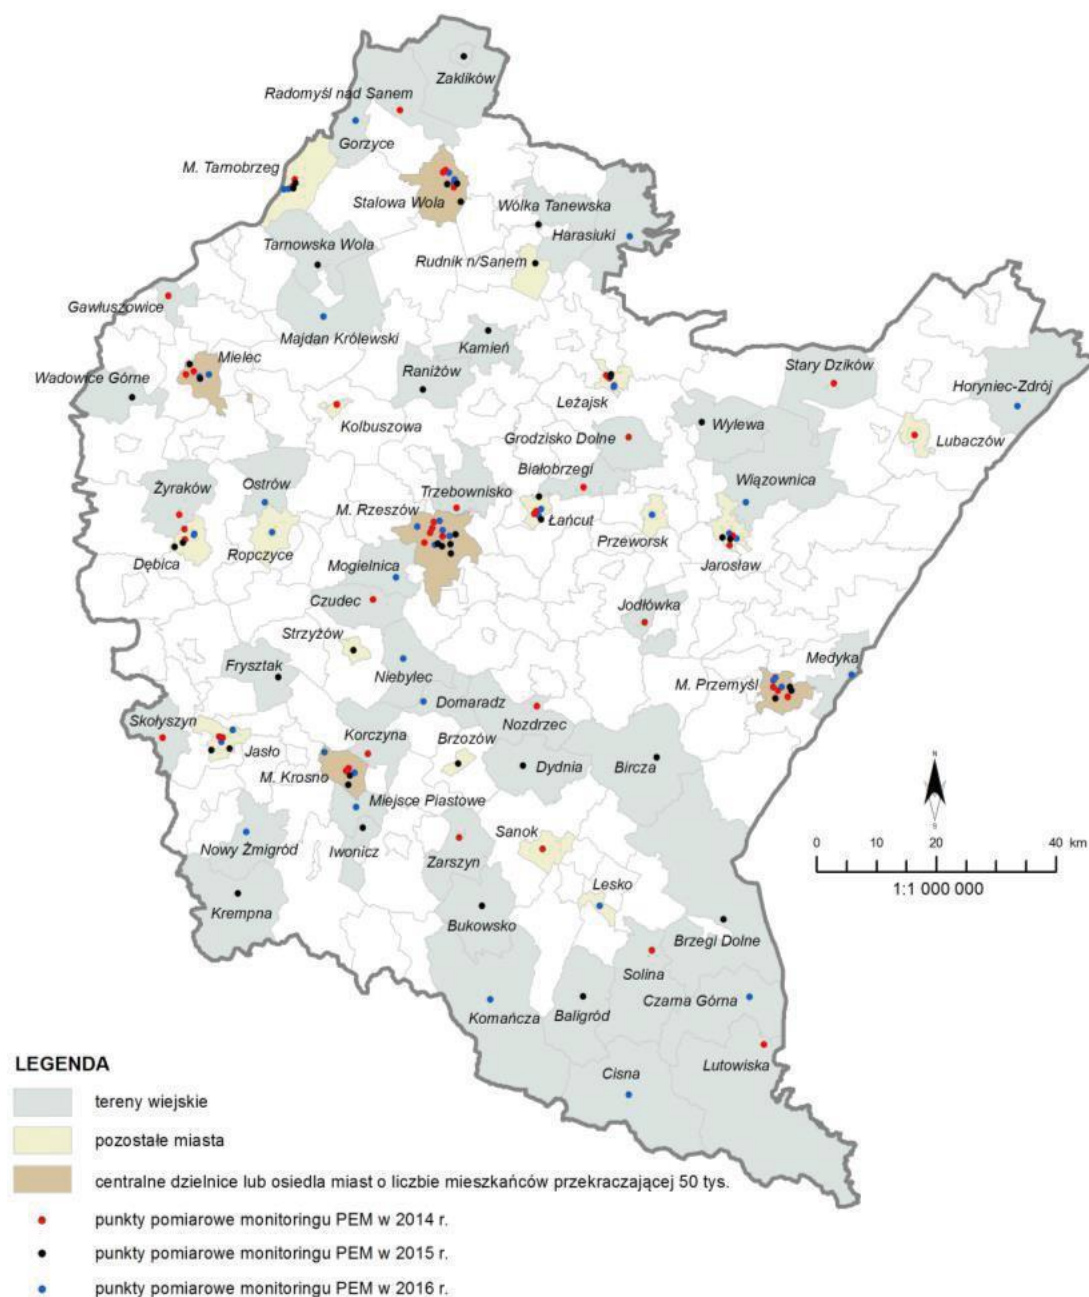 Zaklików
Radomyśl nad Sanem
Gorzyce
M. Tarnobrzeg
Stalowa Wola
Wólka Tanewska
Harasiuki
Tarnowska Wola
Rudnik n/Sanem
Gawłuszowice
Majdan Królewski
Kamień
Mielec
Stary Dzików
Wadowice Górne
Raniżów
Horyniec-Zdrój
Leżajsk
Kolbuszowa
Wylewa
Grodzisko Dolne
Lubaczów
Białobrzegi
Żyraków
Ostrów
Trzebownisko
Wiązownica
M. Rzeszów
Łańcut
Przeworsk
Dębica
Ropczyce
Jarosław
Mogielnica
Czudec
Jodłówka
Strzyżów
Medyka
Frysztak
Niebylec
M. Przemyśl
Domaradz
Skołyszyn
Nozdrzec
Korczyna
Brzozów
Jasło
Dydnia
Bircza
M. Krosno
N
Miejsce Piastowe
Sanok
S
Nowy Żmigród
Iwonicz
Zarszyn
0 10 20 40 km
1:1 000 000
Lesko
Krempna
Bukowsko
Brzegi Dolne
Solina
Czarna Górna
Komańcza
Baligród
Lutowiska
Cisna
LEGENDA
tereny wiejskie
pozostałe miasta
centralne dzielnice lub osiedla miast o liczbie mieszkańców przekraczającej 50 tys.
punkty pomiarowe monitoringu PEM w 2014 r.
punkty pomiarowe monitoringu PEM w 2015 r.
punkty pomiarowe monitoringu PEM w 2016 r.